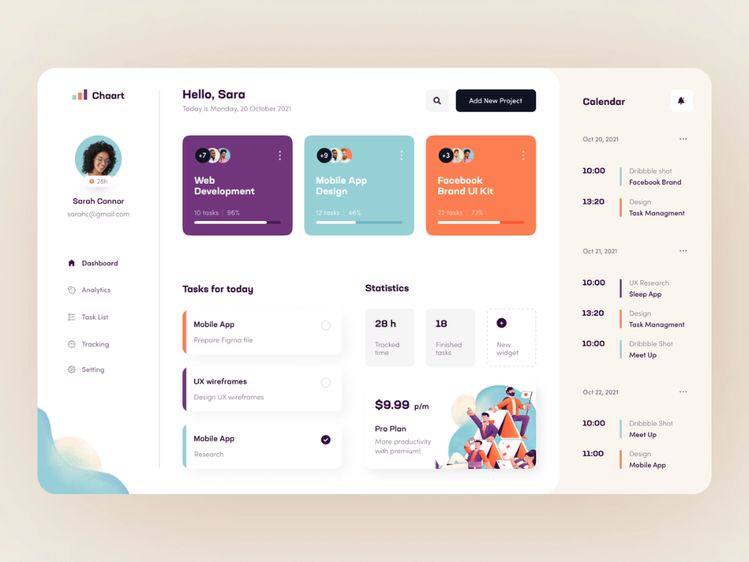 Chaart
28h
Sarah Connor
sarahc@gmail.com
Dashboard
Analytics
Task List
Tracking
Setting
Hello, Sara
Today is Monday, 20 October 2021
Add New Project
+7
Web
Development
10 tasks | 96%
+9
Mobile App
Design
12 tasks | 46%
+3
Facebook
Brand UI Kit
22 tasks | 73%
Tasks for today
Mobile App
Prepare Figma file
UX wireframes
Design UX wireframes
Mobile App
Research
Statistics
28 h
Tracked
time
18
Finished
tasks
New
widget
$9.99 p/m
Pro Plan
More productivity
with premium!
Calendar
Oct 20, 2021
10:00
Dribbble shot
Facebook Brand
13:20
Design
Task Managment
Oct 21, 2021
10:00
UX Research
Sleep App
13:20
Design
Task Managment
10:00
Dribbble Shot
Meet Up
Oct 22, 2021
10:00
Dribbble Shot
Meet Up
11:00
Design
Mobile App